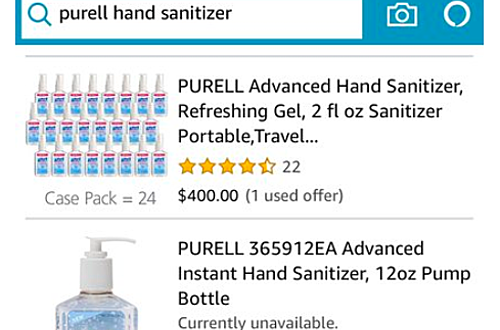 purell hand sanitizer
PURELL Advanced Hand Sanitizer,
Refreshing Gel, 2 fl oz Sanitizer
Portable,Travel...
22
Case Pack = 24
$400.00 (1 used offer)
PURELL 365912EA Advanced
Instant Hand Sanitizer, 12oz Pump
Bottle
Currently unavailable.